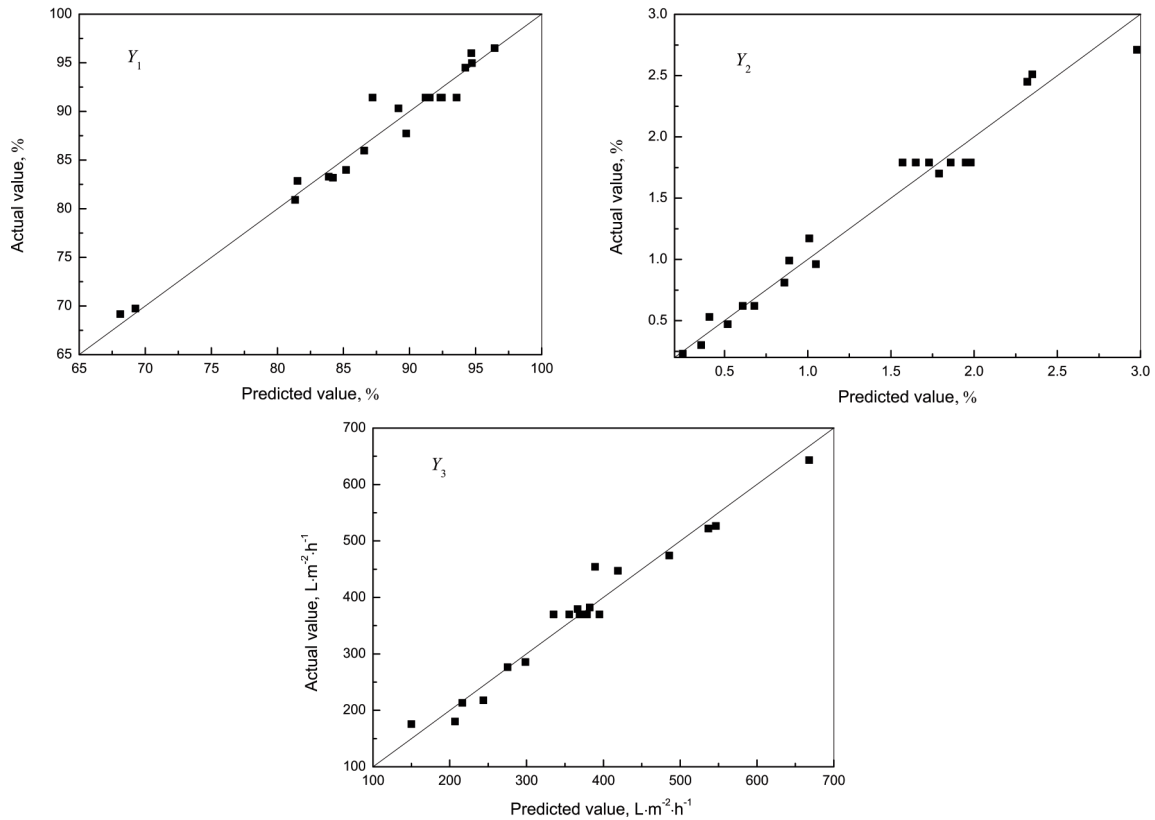 Y1
Actual value, %
100
95
90
85
80
75
70
65
65 70 75 80 85 90 95 100
Predicted value, %
Y2
Actual value, %
3.0
2.5
2.0
1.5
1.0
0.5
0.5 1.0 1.5 2.0 2.5 3.0
Predicted value, %
Y3
Actual value, L·m⁻²·h⁻¹
700
600
500
400
300
200
100
100 200 300 400 500 600 700
Predicted value, L·m⁻²·h⁻¹